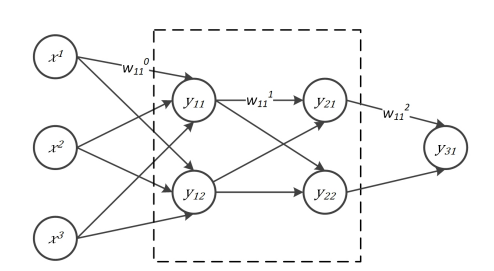 x¹
w₁₁⁰
y₁₁
w₁₁¹
y₂₁
w₁₁²
x²
y₃₁
y₁₂
y₂₂
x³